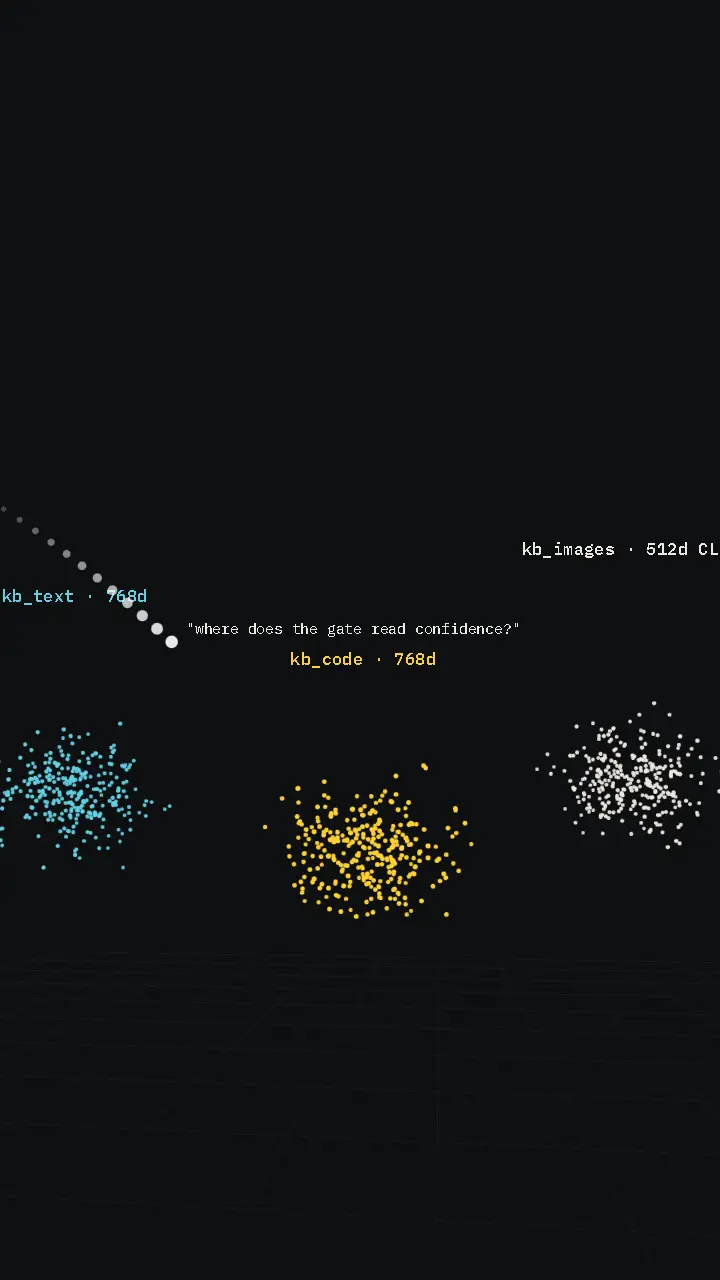 kb_images · 512d CL
kb_text · 768d
"where does the gate read confidence?"
kb_code · 768d